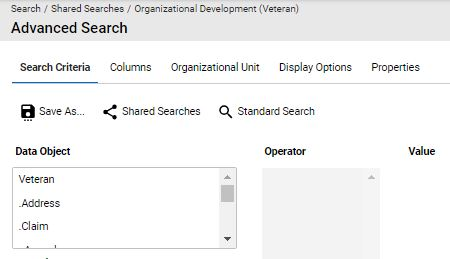 Search / Shared Searches / Organizational Development (Veteran)
Advanced Search
Search Criteria Columns Organizational Unit Display Options Properties
Save As... Shared Searches Standard Search
Data Object Operator Value
Veteran
.Address
.Claim